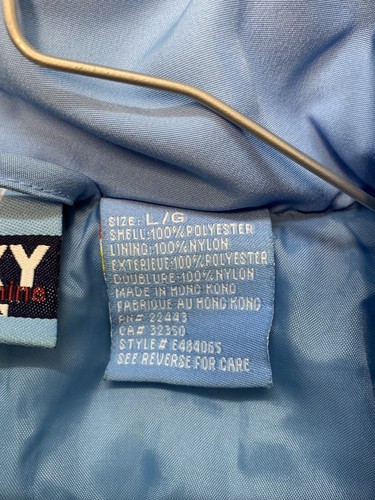 SIZE: L/G
SHELL:100%POLYESTER
LINING:100%NYLON
EXTERIEUR:100%POLYESTER
DOUBLURE:100%NYLON
MADE IN HONG KONG
FABRIQUE AU HONG KONG
RN# 22443
CA# 32350
STYLE# E484065
SEE REVERSE FOR CARE